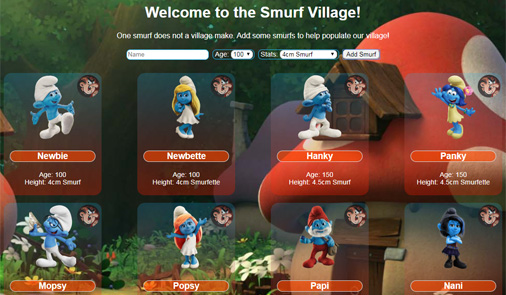 Welcome to the Smurf Village!
One smurf does not a village make. Add some smurfs to help populate our village!
Name Age: 100 Stats: 4cm Smurf Add Smurf
Newbie Newbette Hanky Panky
Age: 100 Age: 100 Age: 150 Age: 150
Height: 4cm Smurf Height: 4cm Smurfette Height: 4.5cm Smurf Height: 4.5cm Smurfette
Mopsy Popsy Papi Nani